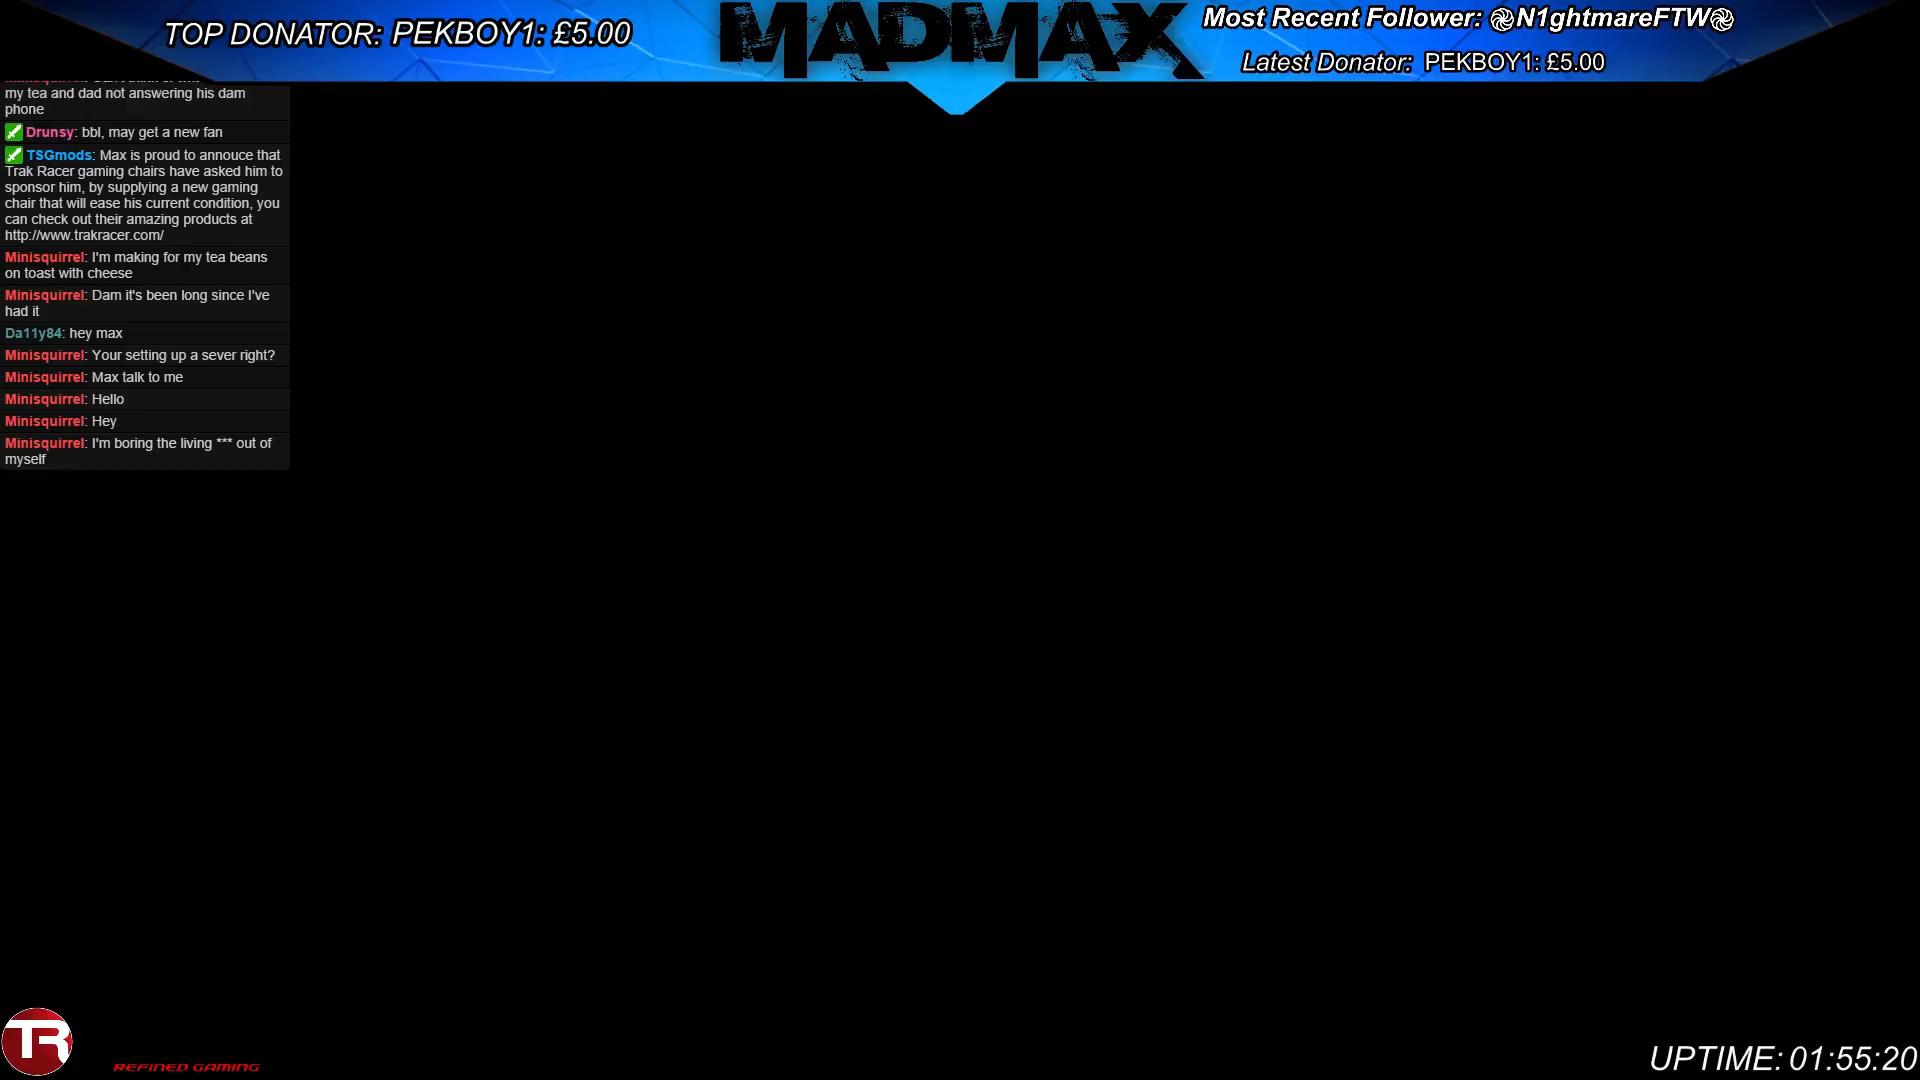 TOP DONATOR: PEKBOY1: £5.00
MADMAX
Most Recent Follower: ֍N1ghtmareFTW֍
Latest Donator: PEKBOY1: £5.00
my tea and dad not answering his dam
phone
Drunsy: bbl, may get a new fan
TSGmods: Max is proud to annouce that
Trak Racer gaming chairs have asked him to
sponsor him, by supplying a new gaming
chair that will ease his current condition, you
can check out their amazing products at
http://www.trakracer.com/
Minisquirrel: I'm making for my tea beans
on toast with cheese
Minisquirrel: Dam it's been long since I've
had it
Da11y84: hey max
Minisquirrel: Your setting up a sever right?
Minisquirrel: Max talk to me
Minisquirrel: Hello
Minisquirrel: Hey
Minisquirrel: I'm boring the living *** out of
myself
TR
REFINED GAMING
UPTIME: 01:55:20